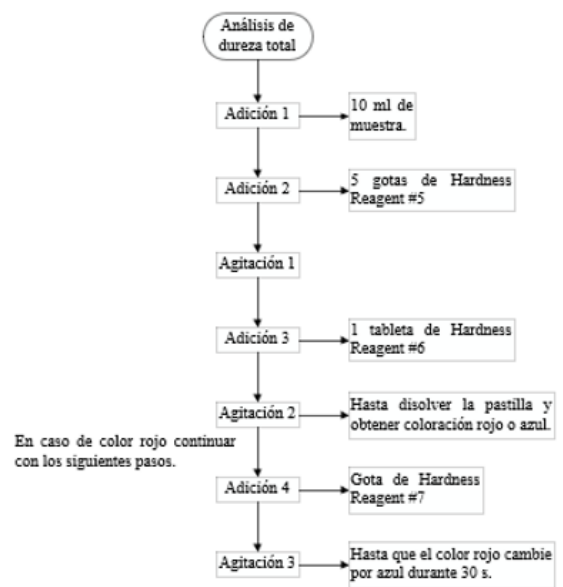 Análisis de
dureza total
Adición 1
10 ml de
muestra.
Adición 2
5 gotas de Hardness
Reagent #5
Agitación 1
Adición 3
1 tableta de Hardness
Reagent #6
Agitación 2
Hasta disolver la pastilla y
obtener coloración rojo o azul.
En caso de color rojo continuar
con los siguientes pasos.
Adición 4
Gota de Hardness
Reagent #7
Agitación 3
Hasta que el color rojo cambie
por azul durante 30 s.